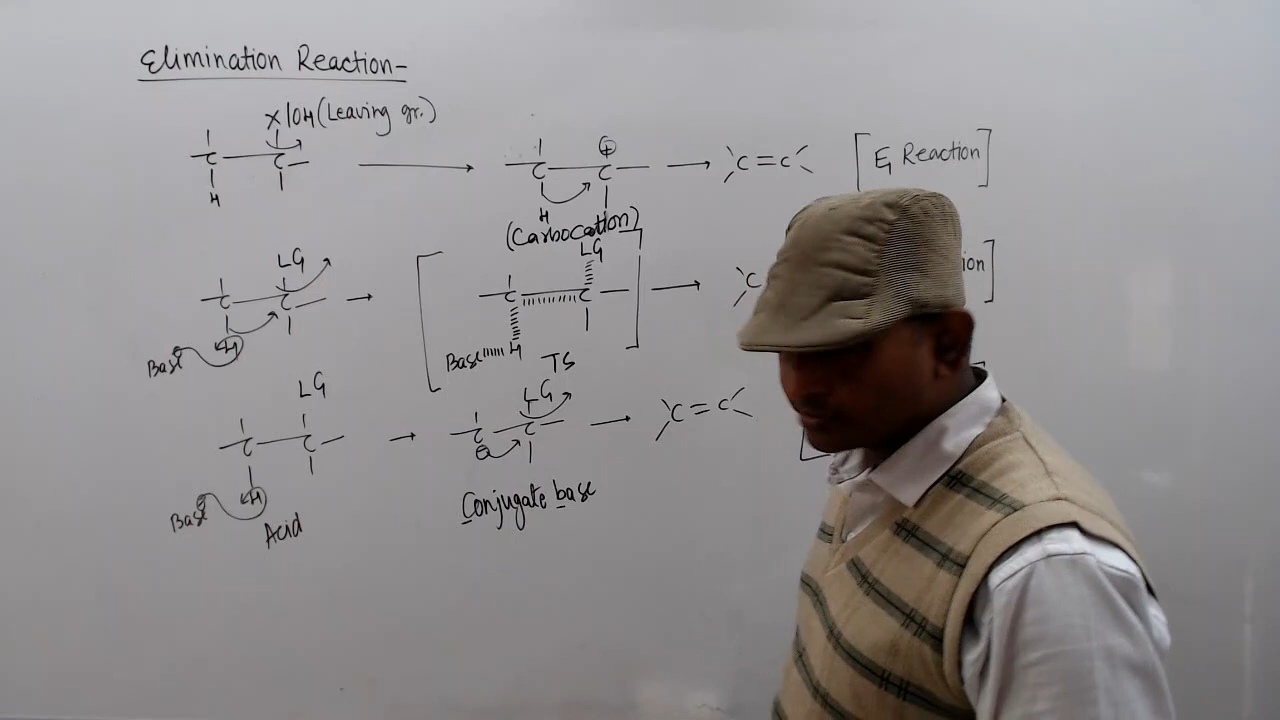 Elimination Reaction-
X/OH (Leaving gr.)
C C
H
C C ⊕
H
(Carbocation)
C=C
[E1 Reaction]
LG
C C
H
Base
LG
C C
H
Base
TS
C
ion]
LG
C C
H
Base
Acid
LG
C C
⊖
Conjugate base
C=C